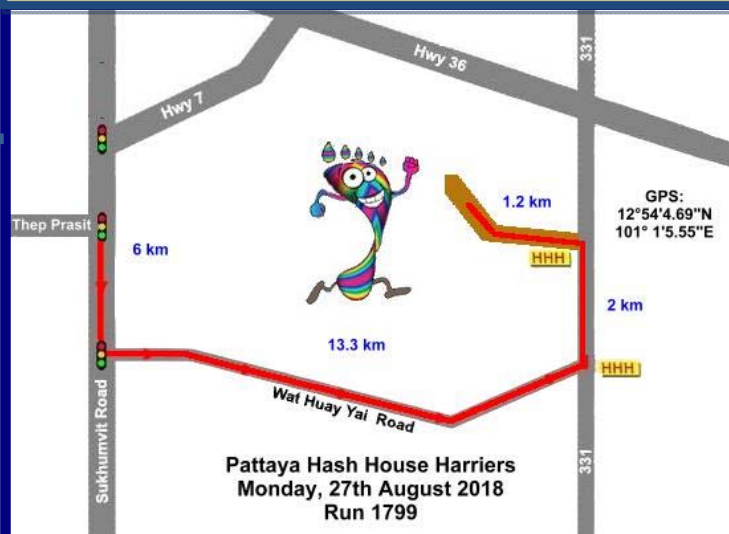 331
Hwy 36
Hwy 7
Thep Prasit
1.2 km
GPS:
12°54'4.69"N
101° 1'5.55"E
HHH
6 km
2 km
13.3 km
HHH
Wat Huay Yai Road
Sukhumvit Road
331
Pattaya Hash House Harriers
Monday, 27th August 2018
Run 1799